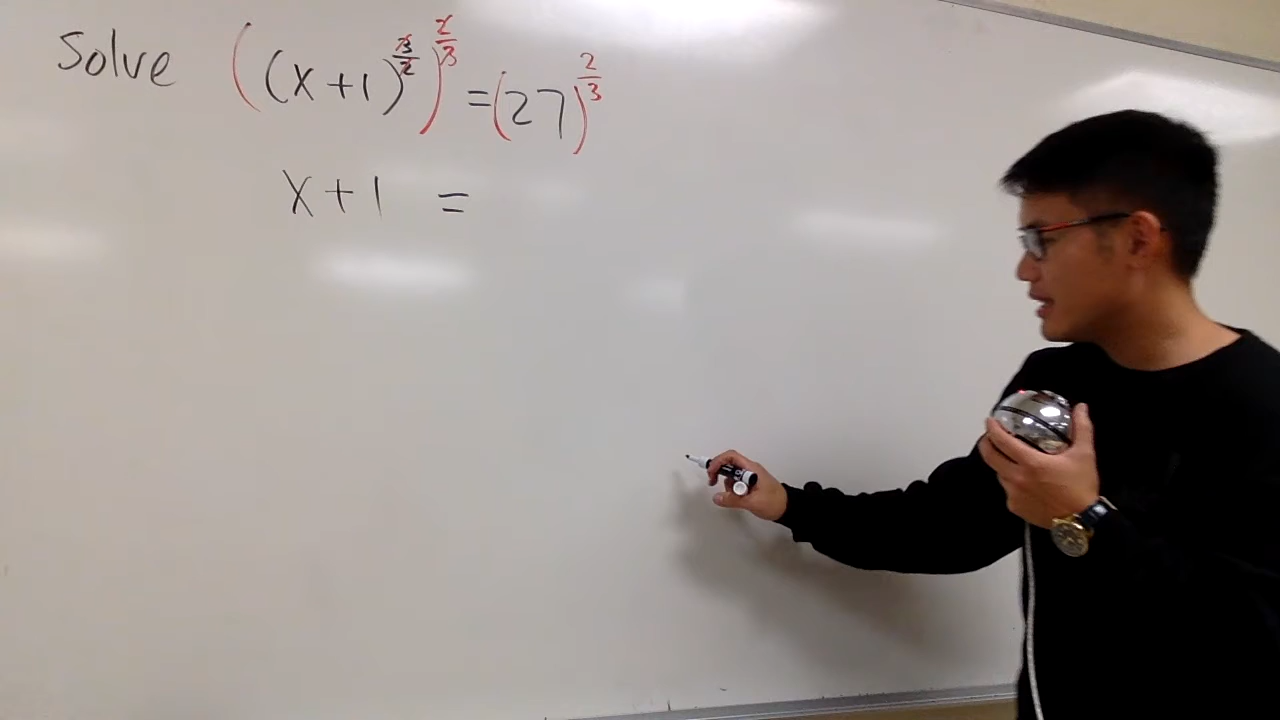 Solve ((x+1)^(3/2))^(2/3) = (27)^(2/3)
x+1 =